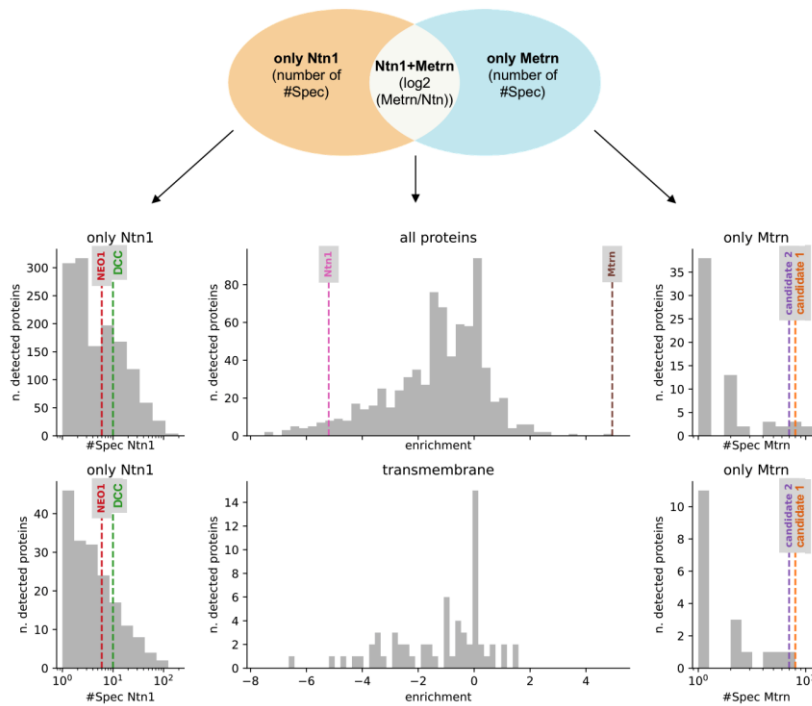 only Ntn1
(number of
#Spec)
Ntn1+Metrn
(log2
(Metrn/Ntn))
only Metrn
(number of
#Spec)
only Ntn1
NEO1
DCC
n. detected proteins
300
250
200
150
100
50
0
#Spec Ntn1
all proteins
Ntn1
Mtrn
n. detected proteins
80
60
40
20
0
enrichment
only Mtrn
candidate 2
candidate 1
n. detected proteins
35
30
25
20
15
10
5
0
#Spec Mtrn
only Ntn1
NEO1
DCC
n. detected proteins
40
30
20
10
0
10⁰ 10¹ 10²
#Spec Ntn1
transmembrane
n. detected proteins
14
12
10
8
6
4
2
0
−8 −6 −4 −2 0 2 4
enrichment
only Mtrn
candidate 2
candidate 1
n. detected proteins
10
8
6
4
2
0
10⁰
#Spec Mtrn